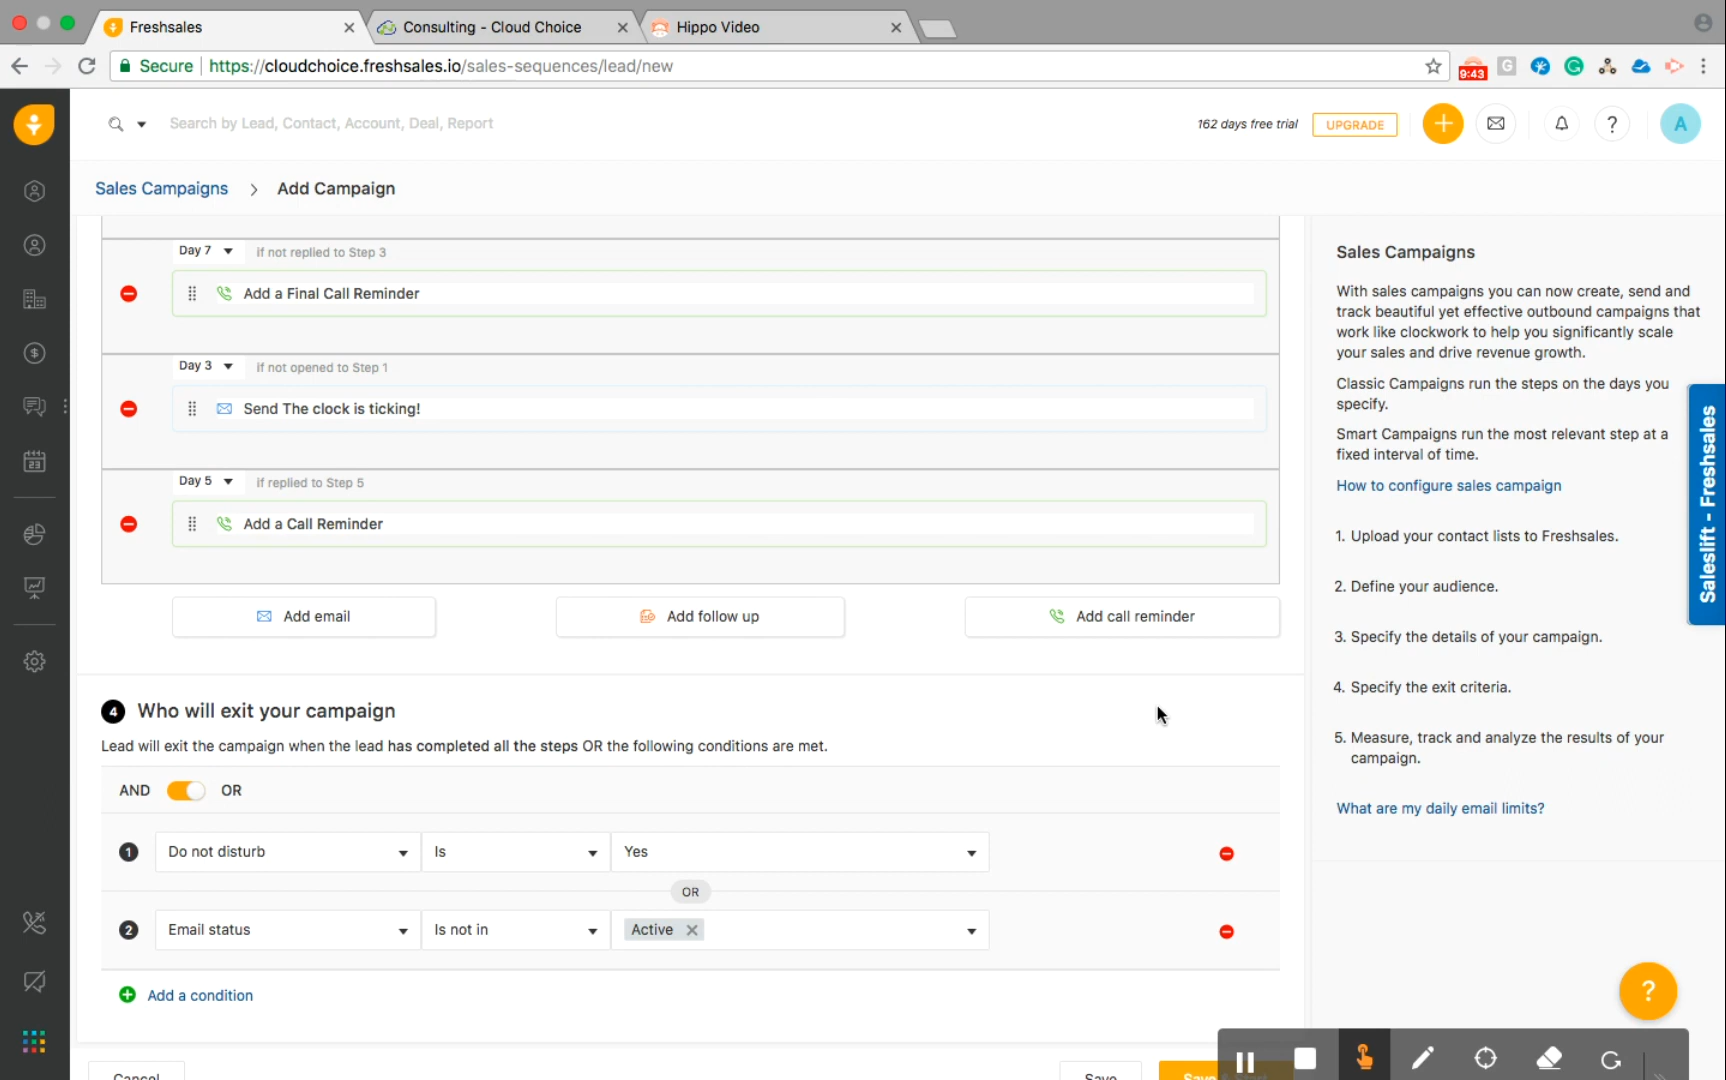 Freshsales
Consulting - Cloud Choice
Hippo Video
Secure
https://cloudchoice.freshsales.io/sales-sequences/lead/new
9:43
G
Search by Lead, Contact, Account, Deal, Report
162 days free trial
UPGRADE
?
A
Sales Campaigns > Add Campaign
Day 7
if not replied to Step 3
Add a Final Call Reminder
Day 3
if not opened to Step 1
Send The clock is ticking!
Day 5
if replied to Step 5
Add a Call Reminder
Add email
Add follow up
Add call reminder
4 Who will exit your campaign
Lead will exit the campaign when the lead has completed all the steps OR the following conditions are met.
AND
OR
1 Do not disturb
Is
Yes
OR
2 Email status
Is not in
Active
Add a condition
Cancel
Save
Save & Start
Sales Campaigns
With sales campaigns you can now create, send and
track beautiful yet effective outbound campaigns that
work like clockwork to help you significantly scale
your sales and drive revenue growth.
Classic Campaigns run the steps on the days you
specify.
Smart Campaigns run the most relevant step at a
fixed interval of time.
How to configure sales campaign
1. Upload your contact lists to Freshsales.
2. Define your audience.
3. Specify the details of your campaign.
4. Specify the exit criteria.
5. Measure, track and analyze the results of your
campaign.
What are my daily email limits?
Saleslift - Freshsales
23
?